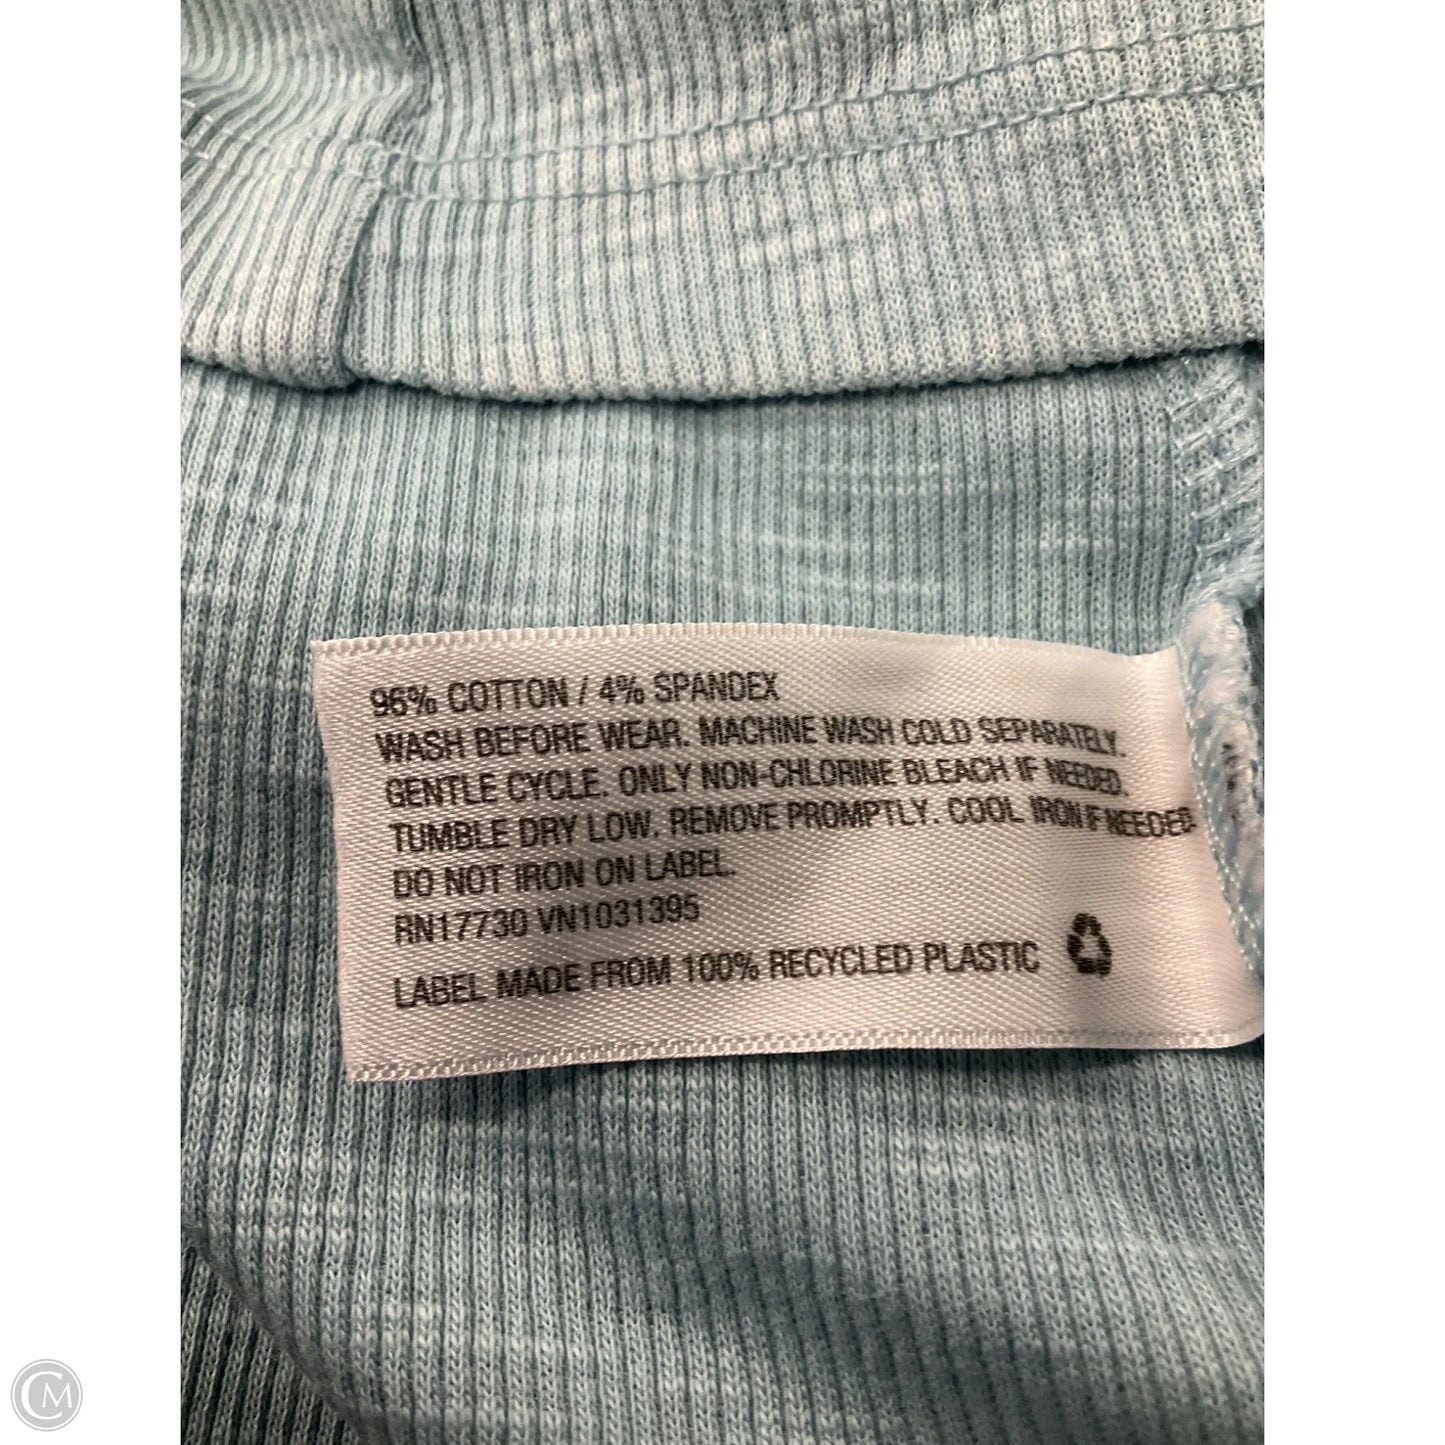 96% COTTON / 4% SPANDEX
WASH BEFORE WEAR. MACHINE WASH COLD SEPARATELY.
GENTLE CYCLE. ONLY NON-CHLORINE BLEACH IF NEEDED.
TUMBLE DRY LOW. REMOVE PROMPTLY. COOL IRON IF NEEDED.
DO NOT IRON ON LABEL.
RN17730 VN1031395
LABEL MADE FROM 100% RECYCLED PLASTIC
CM